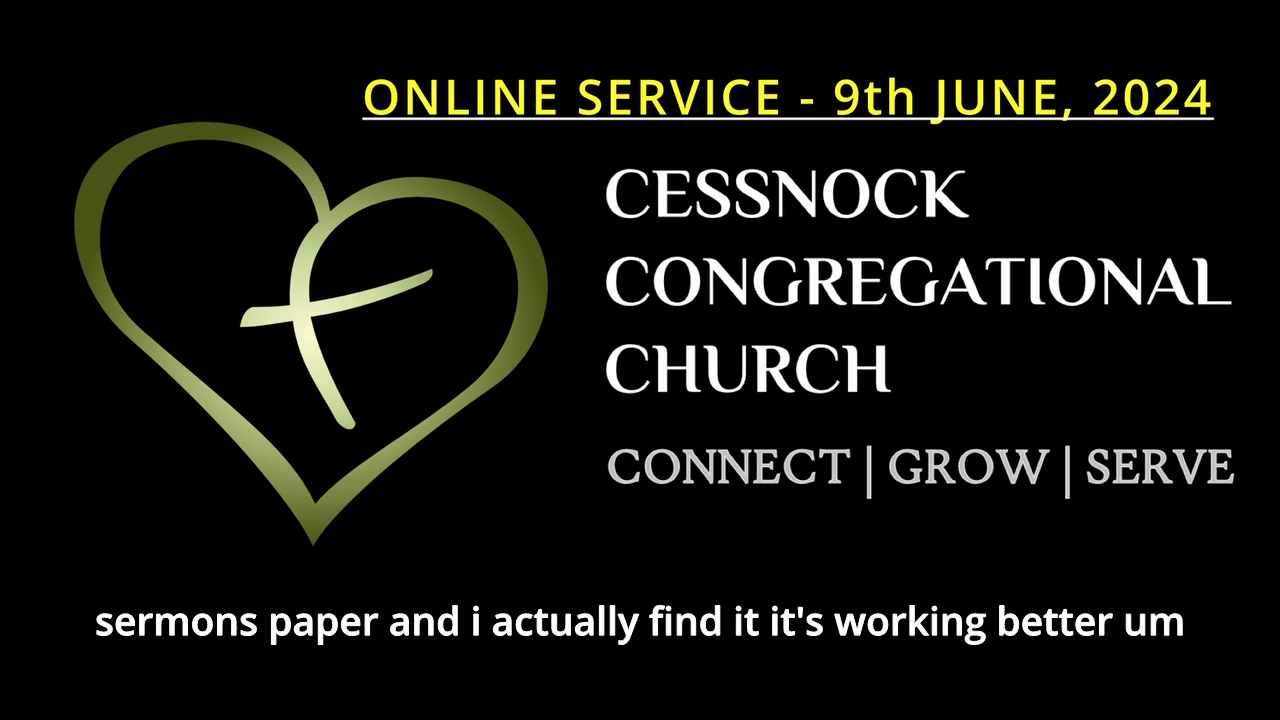 ONLINE SERVICE - 9th JUNE, 2024
CESSNOCK
CONGREGATIONAL
CHURCH
CONNECT | GROW | SERVE
sermons paper and i actually find it it's working better um